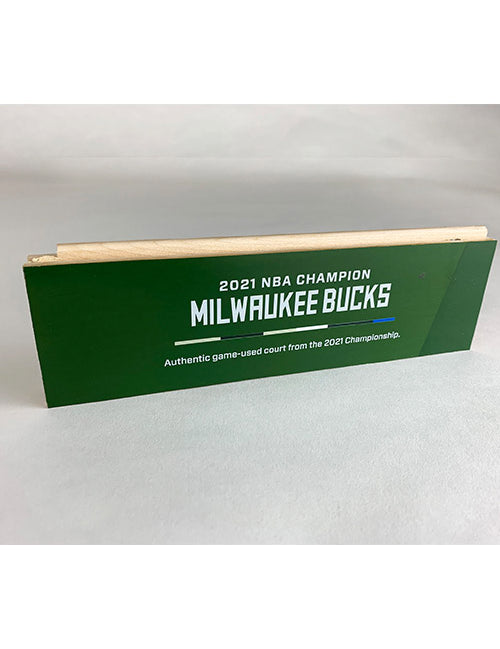 2021 NBA CHAMPION
MILWAUKEE BUCKS
Authentic game-used court from the 2021 Championship.